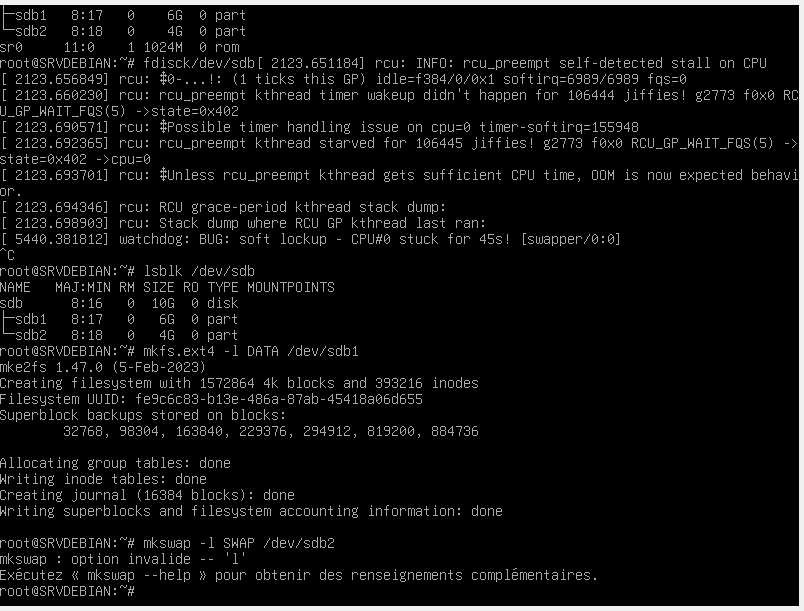 ├─sdb1   8:17   0    6G  0 part
└─sdb2   8:18   0    4G  0 part
sr0     11:0    1 1024M  0 rom
root@SRVDEBIAN:~# fdisck/dev/sdb[ 2123.651184] rcu: INFO: rcu_preempt self-detected stall on CPU
[ 2123.656849] rcu: ‡0-...!: (1 ticks this GP) idle=f384/0/0x1 softirq=6989/6989 fqs=0
[ 2123.660230] rcu: rcu_preempt kthread timer wakeup didn't happen for 106444 jiffies! g2773 f0x0 RC
U_GP_WAIT_FQS(5) ->state=0x402
[ 2123.690571] rcu: ‡Possible timer handling issue on cpu=0 timer-softirq=155948
[ 2123.692365] rcu: rcu_preempt kthread starved for 106445 jiffies! g2773 f0x0 RCU_GP_WAIT_FQS(5) ->
state=0x402 ->cpu=0
[ 2123.693701] rcu: ‡Unless rcu_preempt kthread gets sufficient CPU time, OOM is now expected behavi
or.
[ 2123.694346] rcu: RCU grace-period kthread stack dump:
[ 2123.698903] rcu: Stack dump where RCU GP kthread last ran:
[ 5440.381812] watchdog: BUG: soft lockup - CPU#0 stuck for 45s! [swapper/0:0]
^C
root@SRVDEBIAN:~# lsblk /dev/sdb
NAME   MAJ:MIN RM SIZE RO TYPE MOUNTPOINTS
sdb      8:16   0  10G  0 disk
├─sdb1   8:17   0   6G  0 part
└─sdb2   8:18   0   4G  0 part
root@SRVDEBIAN:~# mkfs.ext4 -l DATA /dev/sdb1
mke2fs 1.47.0 (5-Feb-2023)
Creating filesystem with 1572864 4k blocks and 393216 inodes
Filesystem UUID: fe9c6c83-b13e-486a-87ab-45418a06d655
Superblock backups stored on blocks:
        32768, 98304, 163840, 229376, 294912, 819200, 884736

Allocating group tables: done
Writing inode tables: done
Creating journal (16384 blocks): done
Writing superblocks and filesystem accounting information: done

root@SRVDEBIAN:~# mkswap -l SWAP /dev/sdb2
mkswap : option invalide -- 'l'
Exécutez « mkswap --help » pour obtenir des renseignements complémentaires.
root@SRVDEBIAN:~#